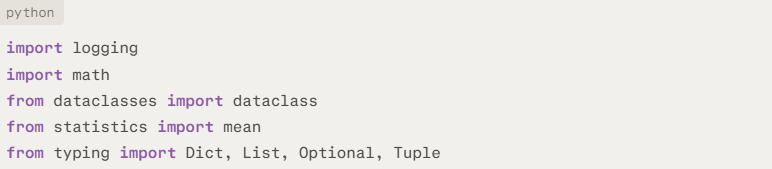 python
import logging
import math
from dataclasses import dataclass
from statistics import mean
from typing import Dict, List, Optional, Tuple